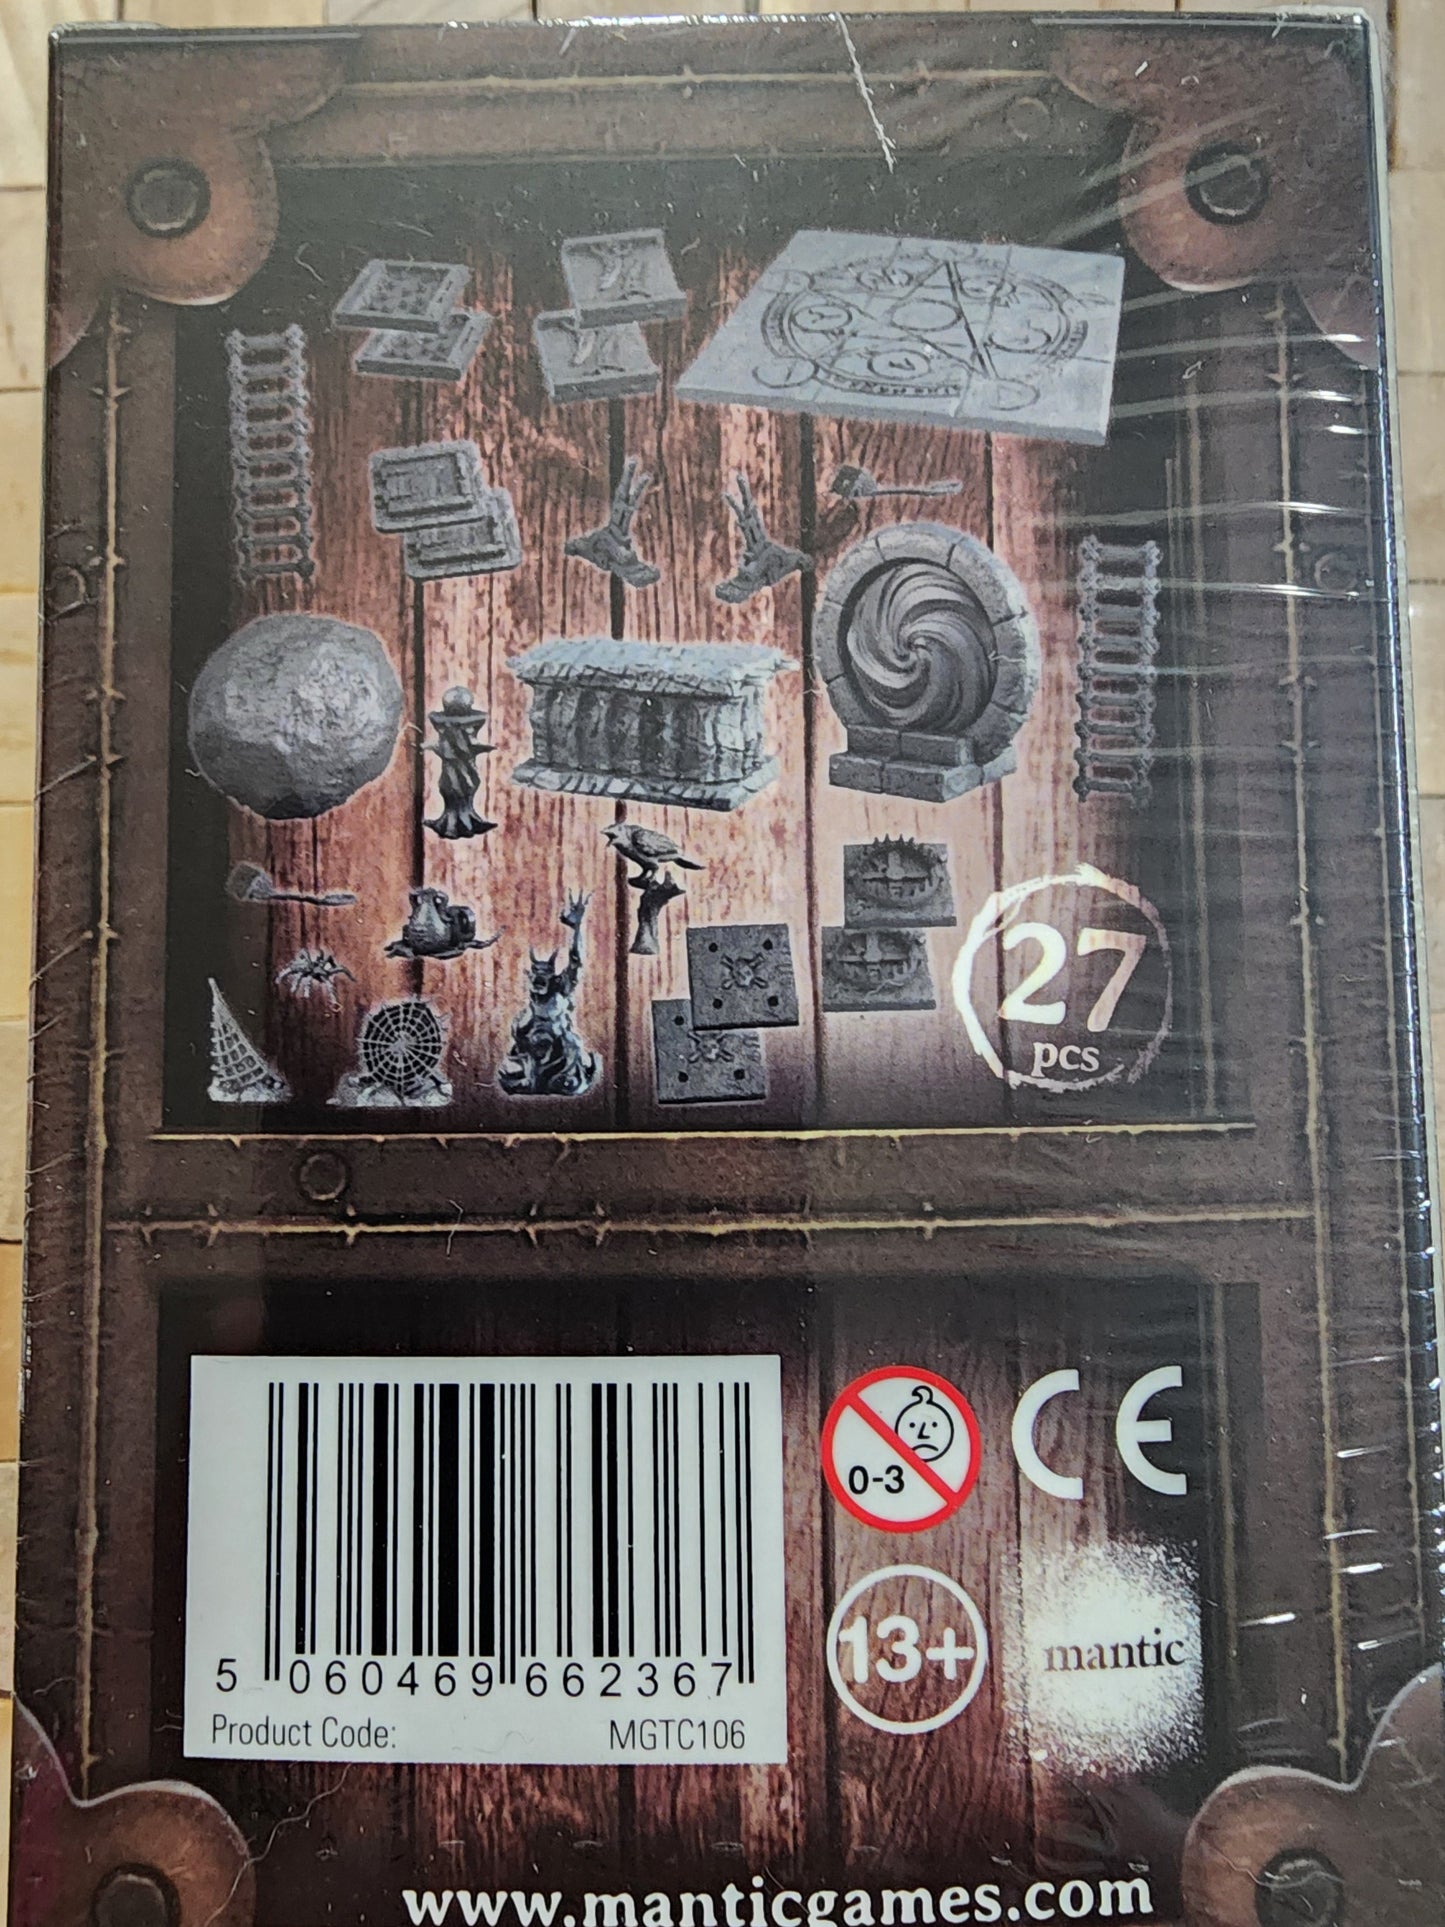 27
pcs
0-3
CE
13+
mantic
5 060469 662367
Product Code: MGTC106
www.manticgames.com